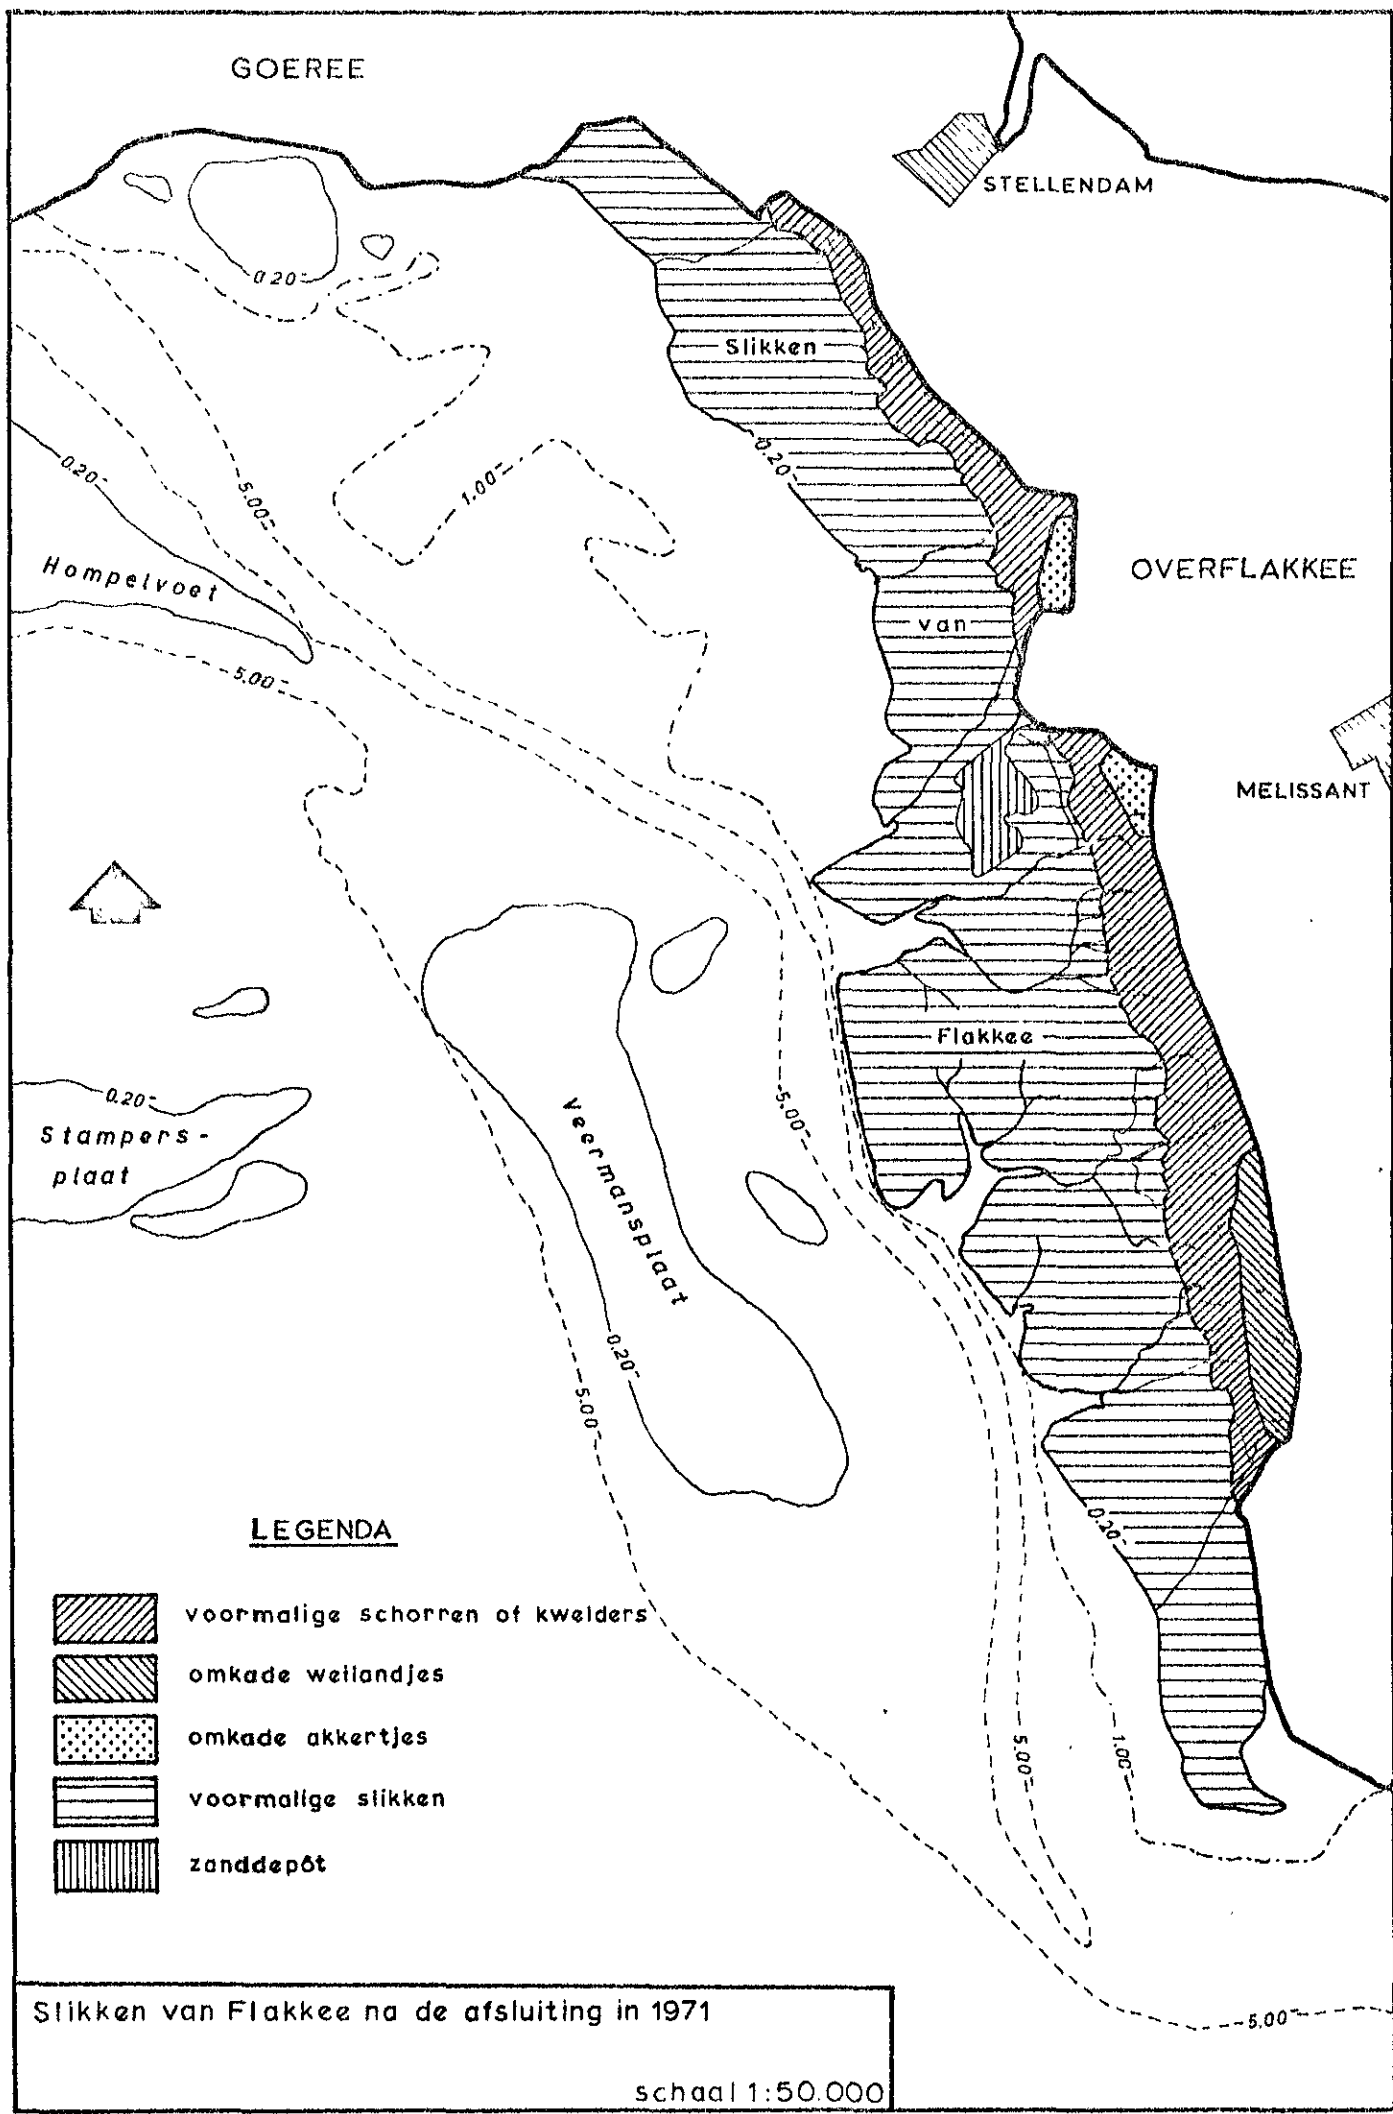 GOEREE
STELLENDAM
0.20-
Slikken
0.20-
0.20-
5.00-
1.00-
Hompelvoet
OVERFLAKKEE
van
5.00-
MELISSANT
Flakkee
0.20-
Stampers-
plaat
Veermansplaat
5.00-
0.20-
5.00-
0.20-
LEGENDA
voormalige schorren of kwelders
omkade weilandjes
omkade akkertjes
voormalige slikken
zanddepôt
5.00-
1.00-
5.00-
Slikken van Flakkee na de afsluiting in 1971
schaal 1:50.000